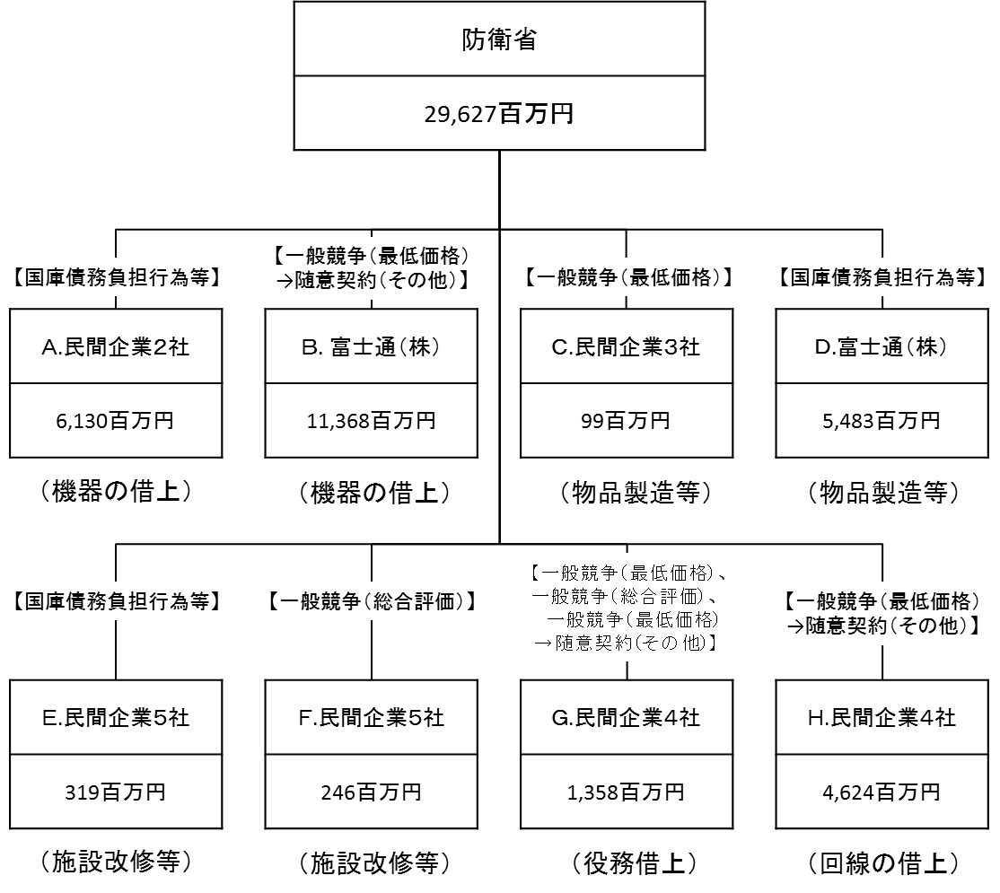 防衛省
29,627百万円
【国庫債務負担行為等】
A.民間企業２社
6,130百万円
（機器の借上）
【一般競争（最低価格）
→随意契約（その他）】
B. 富士通（株）
11,368百万円
（機器の借上）
【一般競争（最低価格）】
C.民間企業３社
99百万円
（物品製造等）
【国庫債務負担行為等】
D.富士通（株）
5,483百万円
（物品製造等）
【国庫債務負担行為等】
E.民間企業５社
319百万円
（施設改修等）
【一般競争（総合評価）】
F.民間企業５社
246百万円
（施設改修等）
【一般競争（最低価格）、
一般競争（総合評価）、
一般競争（最低価格）
→随意契約（その他）】
G.民間企業４社
1,358百万円
（役務借上）
【一般競争（最低価格）
→随意契約（その他）】
H.民間企業４社
4,624百万円
（回線の借上）